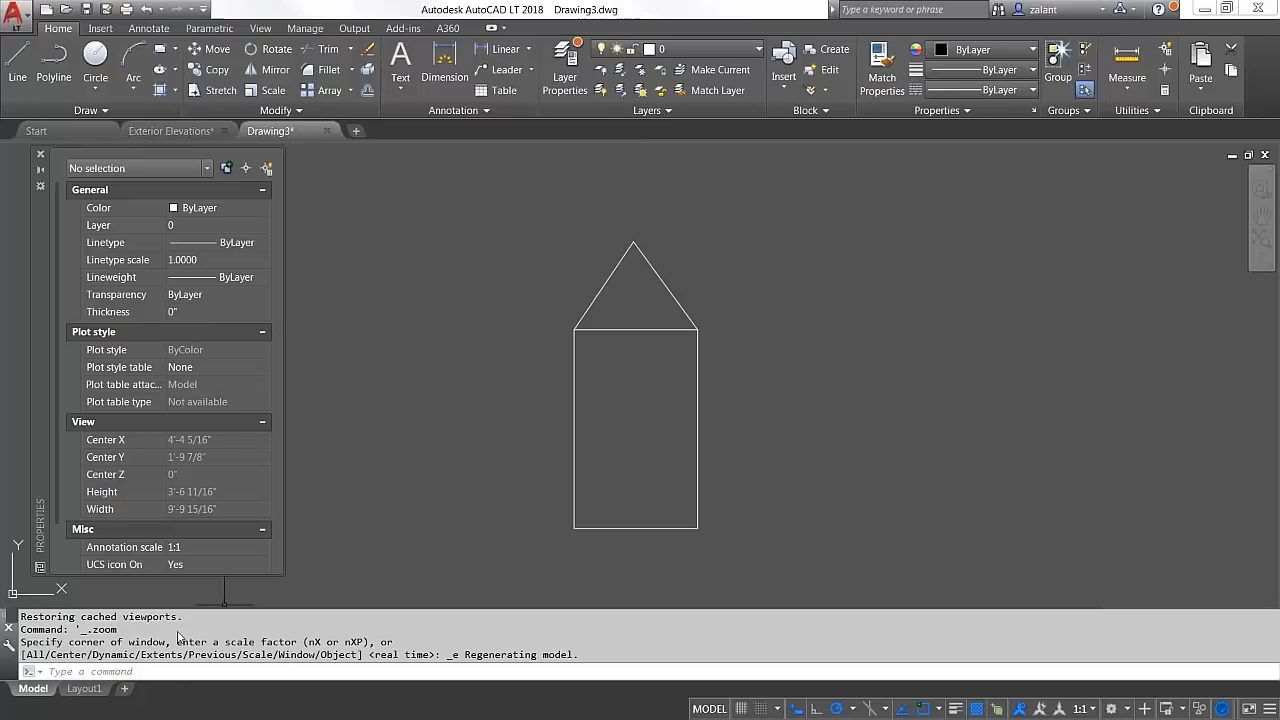 Autodesk AutoCAD LT 2018 Drawing3.dwg
Type a keyword or phrase
zalant
LT
Home Insert Annotate Parametric View Manage Output Add-ins A360
Line Polyline Circle Arc
Move Rotate Trim
Copy Mirror Fillet
Stretch Scale Array
Text Dimension
Linear
Leader
Table
Layer
Properties
0
Make Current
Match Layer
Insert
Create
Edit
Match
Properties
ByLayer
ByLayer
ByLayer
Group
Measure
Paste
Draw Modify Annotation Layers Block Properties Groups Utilities Clipboard
Start Exterior Elevations* Drawing3*
No selection
General
Color ByLayer
Layer 0
Linetype ByLayer
Linetype scale 1.0000
Lineweight ByLayer
Transparency ByLayer
Thickness 0"
Plot style
Plot style ByColor
Plot style table None
Plot table attac... Model
Plot table type Not available
View
Center X 4'-4 5/16"
Center Y 1'-9 7/8"
Center Z 0"
Height 3'-6 11/16"
Width 9'-9 15/16"
Misc
Annotation scale 1:1
UCS icon On Yes
PROPERTIES
Y
X
Restoring cached viewports.
Command: '_.zoom
Specify corner of window, enter a scale factor (nX or nXP), or
[All/Center/Dynamic/Extents/Previous/Scale/Window/Object] <real time>: _e Regenerating model.
Type a command
Model Layout1
MODEL 1:1